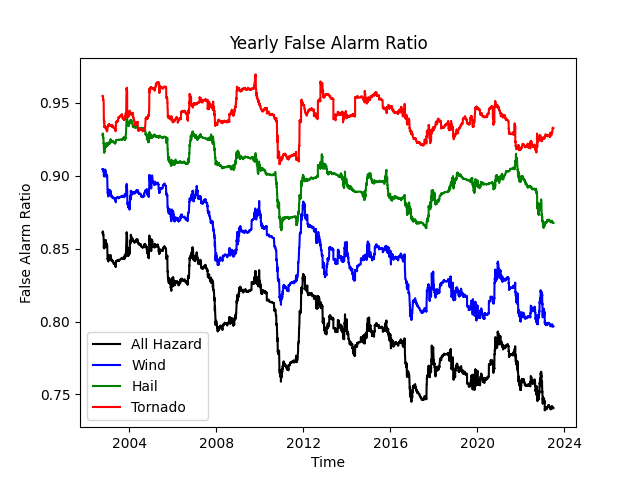 Yearly False Alarm Ratio
False Alarm Ratio
0.95
0.90
0.85
0.80
0.75
All Hazard
Wind
Hail
Tornado
2004 2008 2012 2016 2020 2024
Time